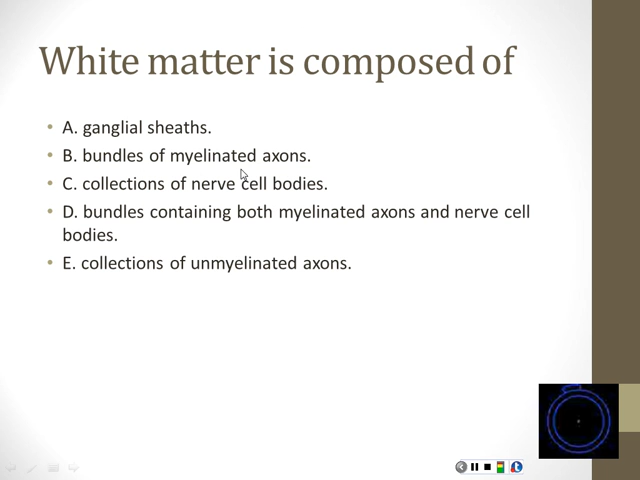 White matter is composed of
• A. ganglial sheaths.
• B. bundles of myelinated axons.
• C. collections of nerve cell bodies.
• D. bundles containing both myelinated axons and nerve cell
bodies.
• E. collections of unmyelinated axons.